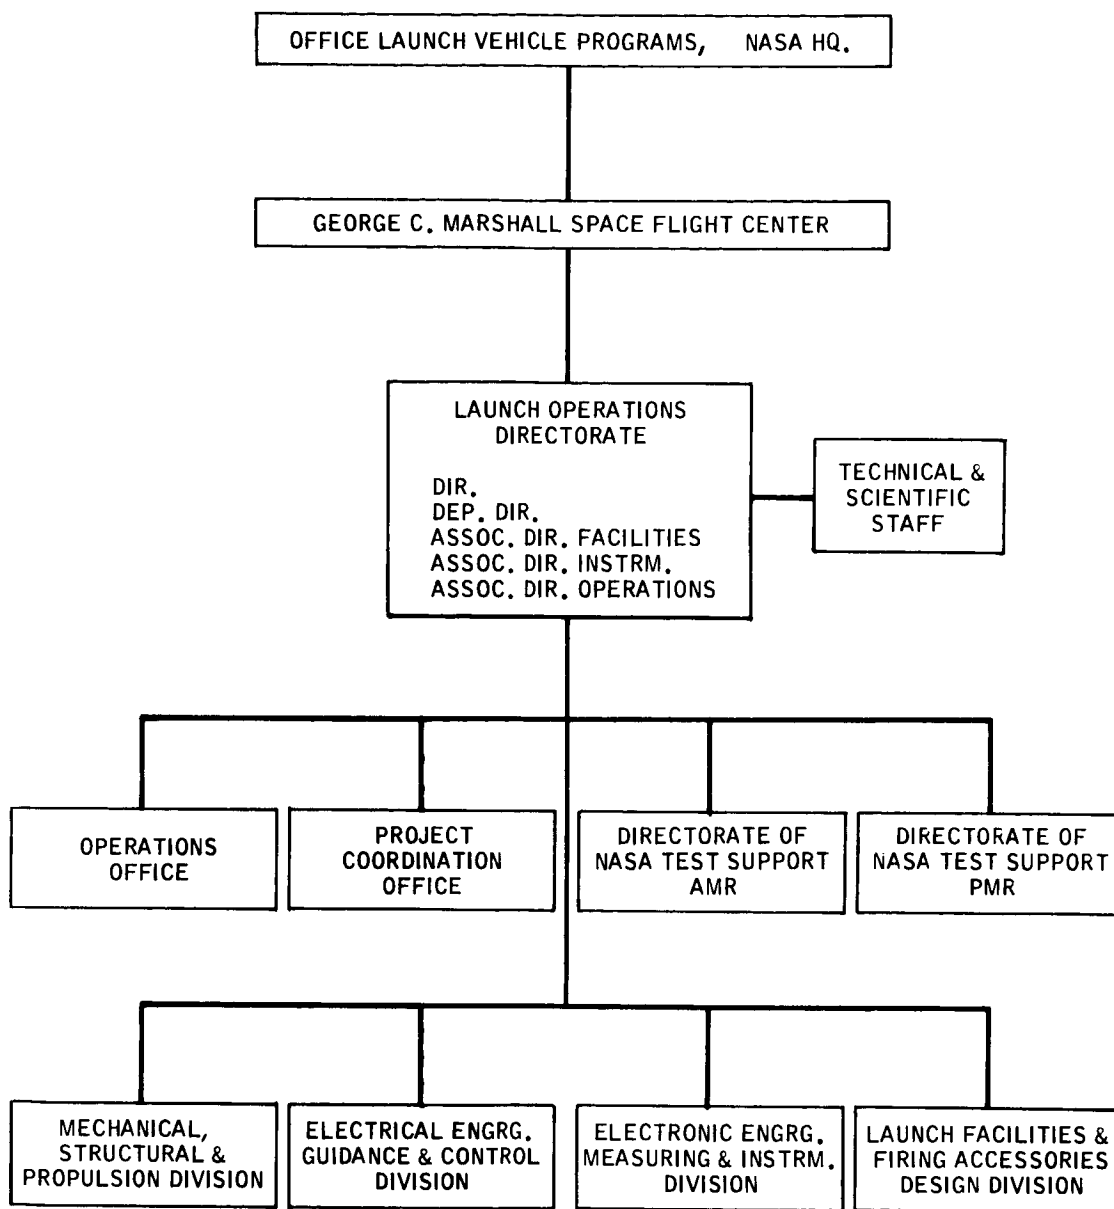 OFFICE LAUNCH VEHICLE PROGRAMS, NASA HQ.
GEORGE C. MARSHALL SPACE FLIGHT CENTER
LAUNCH OPERATIONS
DIRECTORATE
DIR.
DEP. DIR.
ASSOC. DIR. FACILITIES
ASSOC. DIR. INSTRM.
ASSOC. DIR. OPERATIONS
TECHNICAL &
SCIENTIFIC
STAFF
OPERATIONS
OFFICE
PROJECT
COORDINATION
OFFICE
DIRECTORATE OF
NASA TEST SUPPORT
AMR
DIRECTORATE OF
NASA TEST SUPPORT
PMR
MECHANICAL,
STRUCTURAL &
PROPULSION DIVISION
ELECTRICAL ENGRG.
GUIDANCE & CONTROL
DIVISION
ELECTRONIC ENGRG.
MEASURING & INSTRM.
DIVISION
LAUNCH FACILITIES &
FIRING ACCESSORIES
DESIGN DIVISION